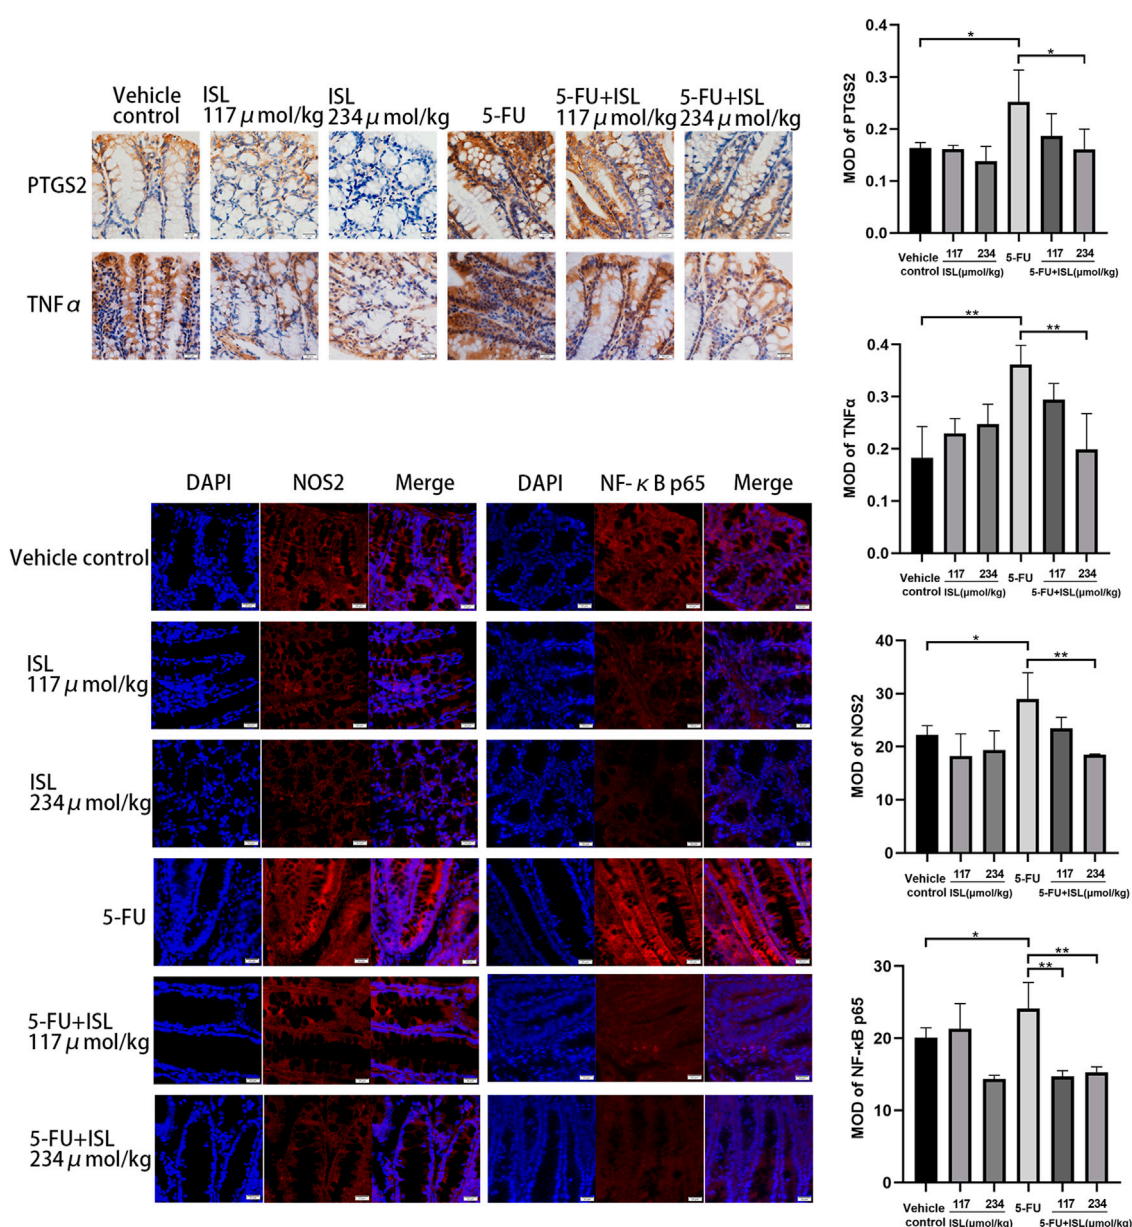 Vehicle
control
ISL
117 μ mol/kg
ISL
234 μ mol/kg
5-FU
5-FU+ISL
117 μ mol/kg
5-FU+ISL
234 μ mol/kg
PTGS2
TNF α
DAPI NOS2 Merge DAPI NF- κ B p65 Merge
Vehicle control
ISL
117 μ mol/kg
ISL
234 μ mol/kg
5-FU
5-FU+ISL
117 μ mol/kg
5-FU+ISL
234 μ mol/kg
MOD of PTGS2
0.4
0.3
0.2
0.1
0.0
*
*
Vehicle
control
117 234
ISL(μmol/kg)
5-FU
117 234
5-FU+ISL(μmol/kg)
MOD of TNFα
0.4
0.3
0.2
0.1
0.0
**
**
Vehicle
control
117 234
ISL(μmol/kg)
5-FU
117 234
5-FU+ISL(μmol/kg)
MOD of NOS2
40
30
20
10
0
*
**
Vehicle
control
117 234
ISL(μmol/kg)
5-FU
117 234
5-FU+ISL(μmol/kg)
MOD of NF-κB p65
30
20
10
0
*
**
**
Vehicle
control
117 234
ISL(μmol/kg)
5-FU
117 234
5-FU+ISL(μmol/kg)